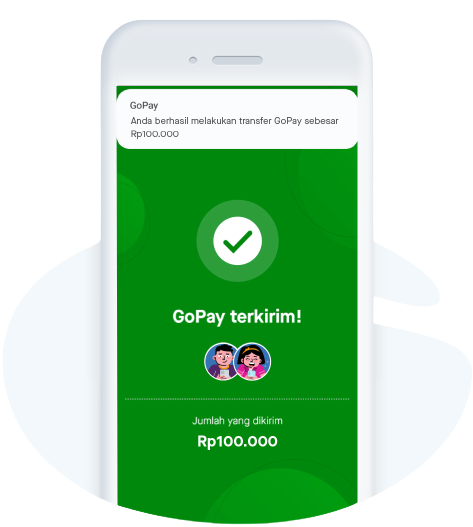 GoPay
Anda berhasil melakukan transfer GoPay sebesar
Rp100.000
GoPay terkirim!
Jumlah yang dikirim
Rp100.000